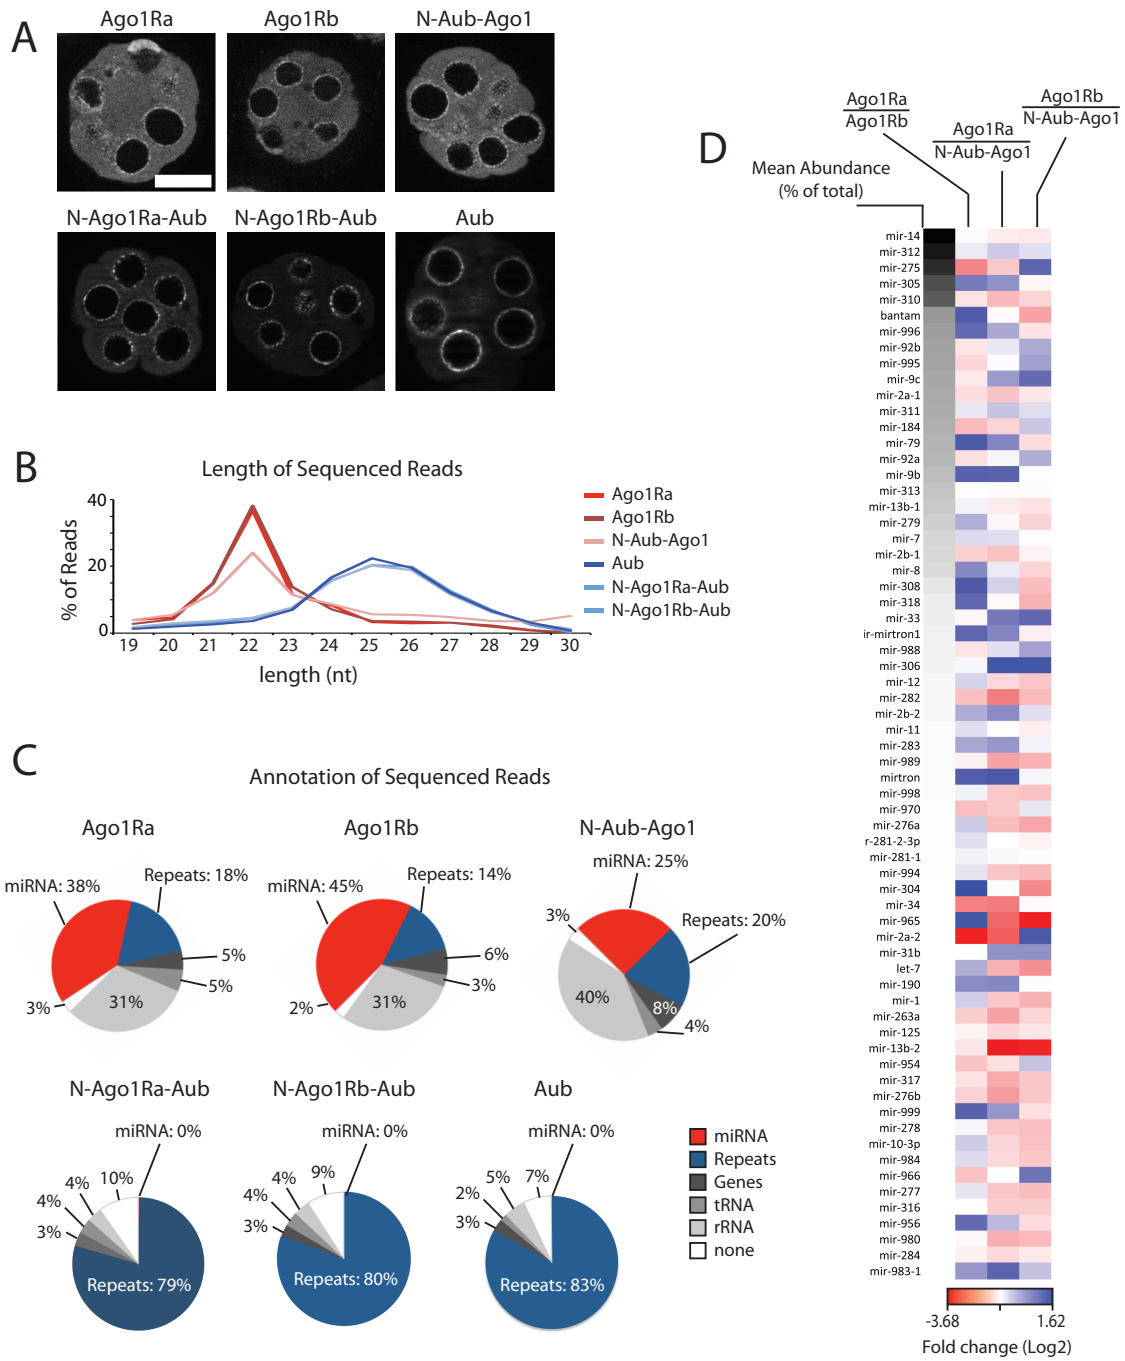 A
Ago1Ra
Ago1Rb
N-Aub-Ago1
N-Ago1Ra-Aub
N-Ago1Rb-Aub
Aub
B
Length of Sequenced Reads
% of Reads
40
20
0
19 20 21 22 23 24 25 26 27 28 29 30
length (nt)
Ago1Ra
Ago1Rb
N-Aub-Ago1
Aub
N-Ago1Ra-Aub
N-Ago1Rb-Aub
C
Annotation of Sequenced Reads
Ago1Ra
miRNA: 38%
Repeats: 18%
5%
5%
31%
3%
Ago1Rb
miRNA: 45%
Repeats: 14%
6%
3%
31%
2%
N-Aub-Ago1
miRNA: 25%
Repeats: 20%
8%
4%
40%
3%
N-Ago1Ra-Aub
miRNA: 0%
10%
4%
4%
3%
Repeats: 79%
N-Ago1Rb-Aub
miRNA: 0%
9%
4%
4%
3%
Repeats: 80%
Aub
miRNA: 0%
7%
5%
2%
3%
Repeats: 83%
miRNA
Repeats
Genes
tRNA
rRNA
none
D
Mean Abundance
(% of total)
Ago1Ra
Ago1Rb
Ago1Ra
N-Aub-Ago1
Ago1Rb
N-Aub-Ago1
mir-14
mir-312
mir-275
mir-305
mir-310
bantam
mir-996
mir-92b
mir-995
mir-9c
mir-2a-1
mir-311
mir-184
mir-79
mir-92a
mir-9b
mir-313
mir-13b-1
mir-279
mir-7
mir-2b-1
mir-8
mir-308
mir-318
mir-33
ir-mirtron1
mir-988
mir-306
mir-12
mir-282
mir-2b-2
mir-11
mir-283
mir-989
mirtron
mir-998
mir-970
mir-276a
r-281-2-3p
mir-281-1
mir-994
mir-304
mir-34
mir-965
mir-2a-2
mir-31b
let-7
mir-190
mir-1
mir-263a
mir-125
mir-13b-2
mir-954
mir-317
mir-276b
mir-999
mir-278
mir-10-3p
mir-984
mir-966
mir-277
mir-316
mir-956
mir-980
mir-284
mir-983-1
-3.68
1.62
Fold change (Log2)